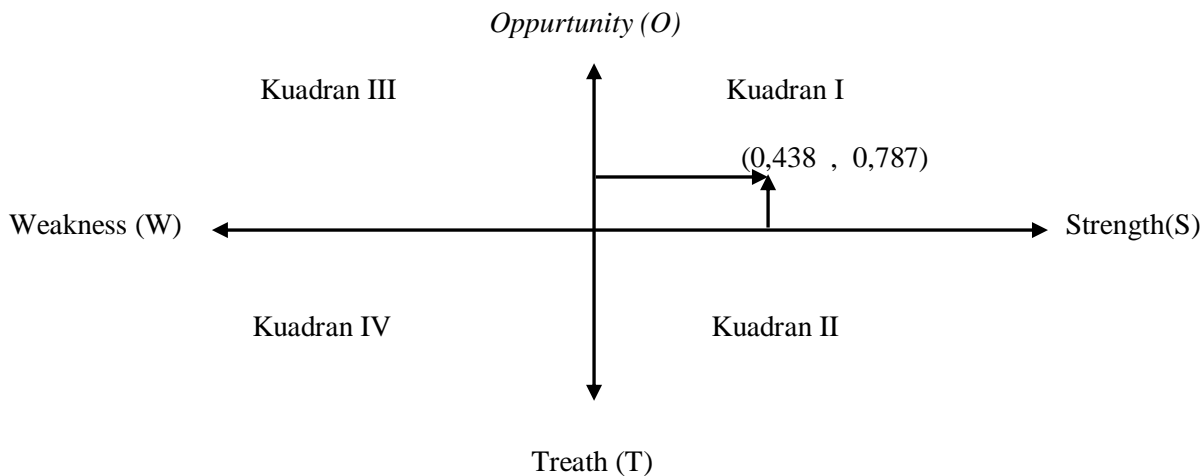 Oppurtunity (O)
Kuadran III
Kuadran I
(0,438 , 0,787)
Weakness (W)
Strength(S)
Kuadran IV
Kuadran II
Treath (T)